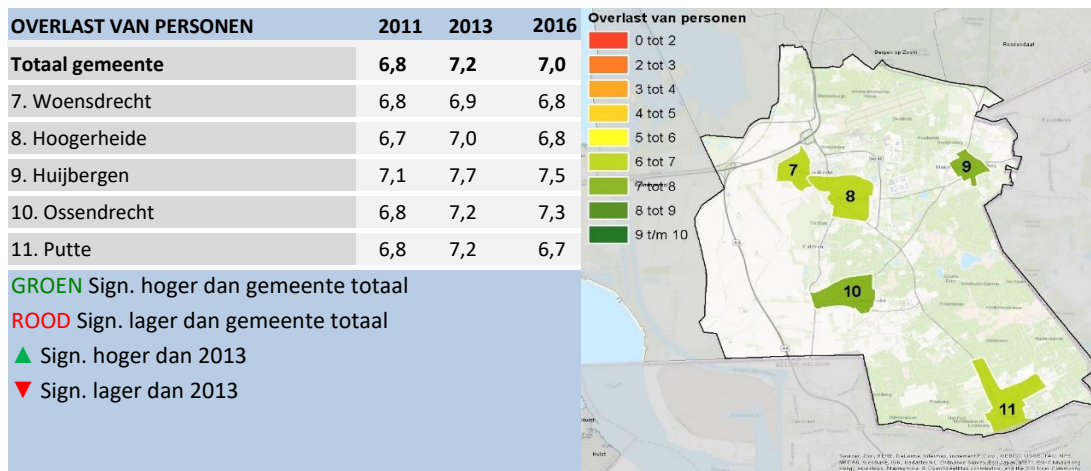 OVERLAST VAN PERSONEN 2011 2013 2016
Totaal gemeente 6,8 7,2 7,0
7. Woensdrecht 6,8 6,9 6,8
8. Hoogerheide 6,7 7,0 6,8
9. Huijbergen 7,1 7,7 7,5
10. Ossendrecht 6,8 7,2 7,3
11. Putte 6,8 7,2 6,7
GROEN Sign. hoger dan gemeente totaal
ROOD Sign. lager dan gemeente totaal
▲ Sign. hoger dan 2013
▼ Sign. lager dan 2013
Overlast van personen
0 tot 2
2 tot 3
3 tot 4
4 tot 5
5 tot 6
6 tot 7
7 tot 8
8 tot 9
9 t/m 10
Bergen op Zoom
Roosendaal
7
8
9
10
11
Hulst